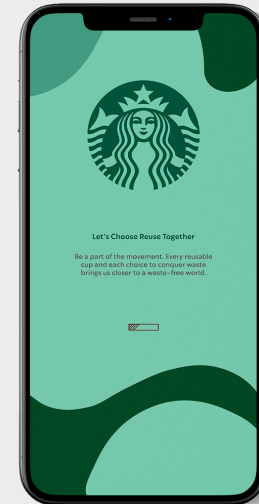 Let's Choose Reuse Together
Be a part of the movement. Every reusable
cup and each choice to conquer waste
brings us closer to a waste-free world.